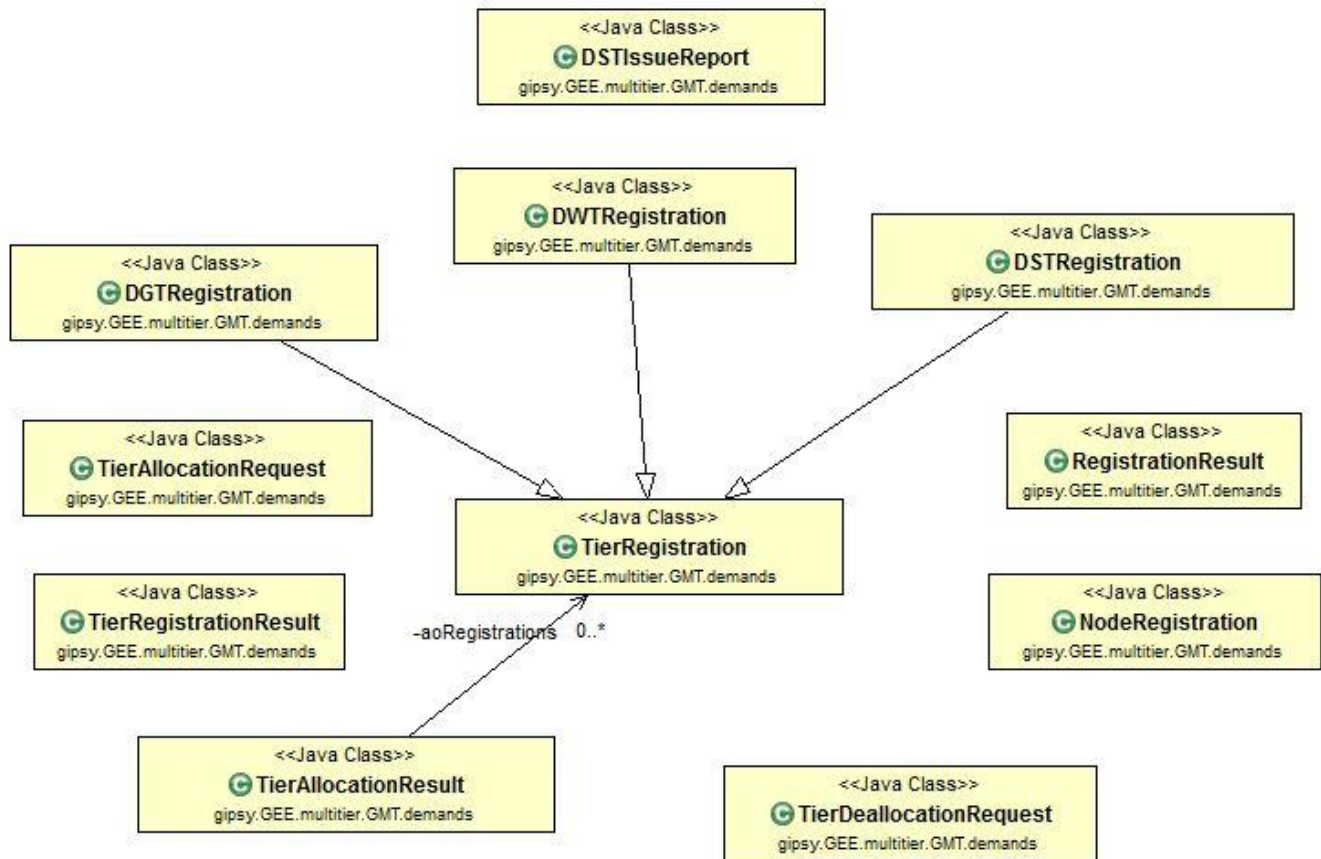 <<Java Class>>
DSTIssueReport
gipsy.GEE.multitier.GMT.demands
<<Java Class>>
DWTRegistration
gipsy.GEE.multitier.GMT.demands
<<Java Class>>
DSTRegistration
gipsy.GEE.multitier.GMT.demands
<<Java Class>>
DGTRegistration
gipsy.GEE.multitier.GMT.demands
<<Java Class>>
TierAllocationRequest
gipsy.GEE.multitier.GMT.demands
<<Java Class>>
RegistrationResult
gipsy.GEE.multitier.GMT.demands
<<Java Class>>
TierRegistration
gipsy.GEE.multitier.GMT.demands
<<Java Class>>
TierRegistrationResult
gipsy.GEE.multitier.GMT.demands
<<Java Class>>
NodeRegistration
gipsy.GEE.multitier.GMT.demands
-aoRegistrations 0..*
<<Java Class>>
TierAllocationResult
gipsy.GEE.multitier.GMT.demands
<<Java Class>>
TierDeallocationRequest
gipsy.GEE.multitier.GMT.demands